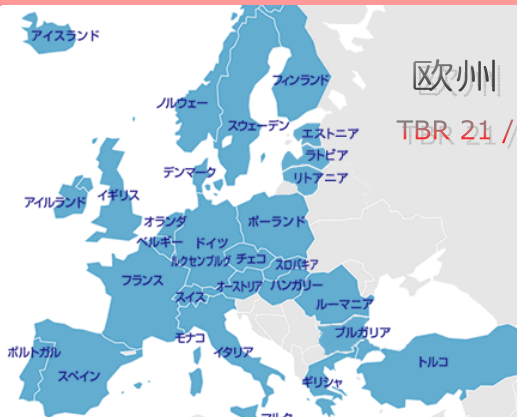 アイスランド
欧州
フィンランド
ノルウェー
スウェーデン
TBR 21 /
エストニア
ラトビア
デンマーク
リトアニア
アイルランド
イギリス
オランダ
ポーランド
ベルギー
ドイツ
ルクセンブルグ
チェコ
スロバキア
フランス
オーストリア
ハンガリー
スイス
ルーマニア
モナコ
ブルガリア
ポルトガル
イタリア
トルコ
スペイン
ギリシャ
マルタ